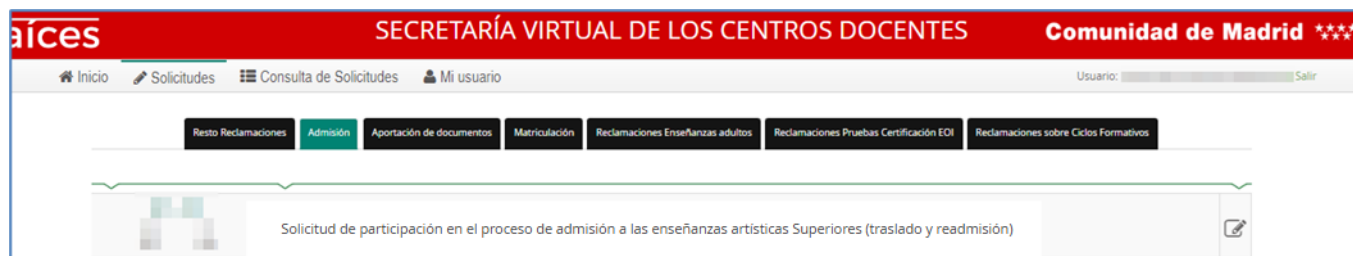 aíces SECRETARÍA VIRTUAL DE LOS CENTROS DOCENTES Comunidad de Madrid
Inicio Solicitudes Consulta de Solicitudes Mi usuario Usuario: Salir
Resto Reclamaciones Admisión Aportación de documentos Matriculación Reclamaciones Enseñanzas adultos Reclamaciones Pruebas Certificación EOI Reclamaciones sobre Ciclos Formativos
Solicitud de participación en el proceso de admisión a las enseñanzas artísticas Superiores (traslado y readmisión)